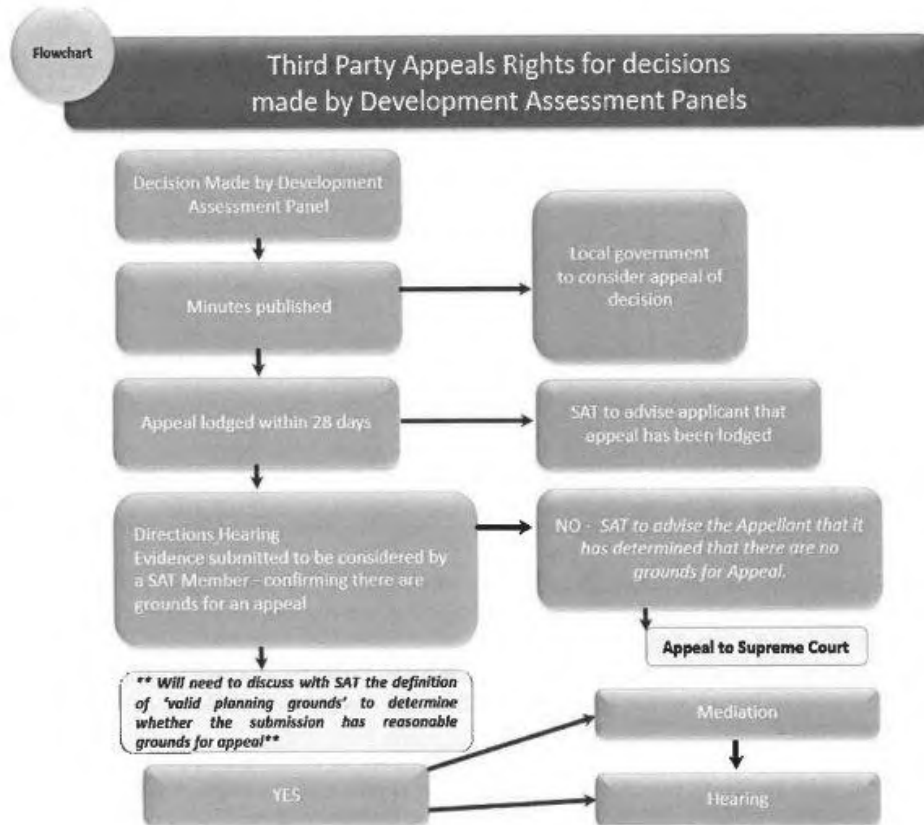 Flowchart
Third Party Appeals Rights for decisions
made by Development Assessment Panels
Decision Made by Development
Assessment Panel
Local government
to consider appeal of
decision
Minutes published
Appeal lodged within 28 days
SAT to advise applicant that
appeal has been lodged
Directions Hearing
Evidence submitted to be considered by
a SAT Member - confirming there are
grounds for an appeal
NO - SAT to advise the Appellant that it
has determined that there are no
grounds for Appeal.
Appeal to Supreme Court
** Will need to discuss with SAT the definition
of 'valid planning grounds' to determine
whether the submission has reasonable
grounds for appeal**
Mediation
YES
Hearing